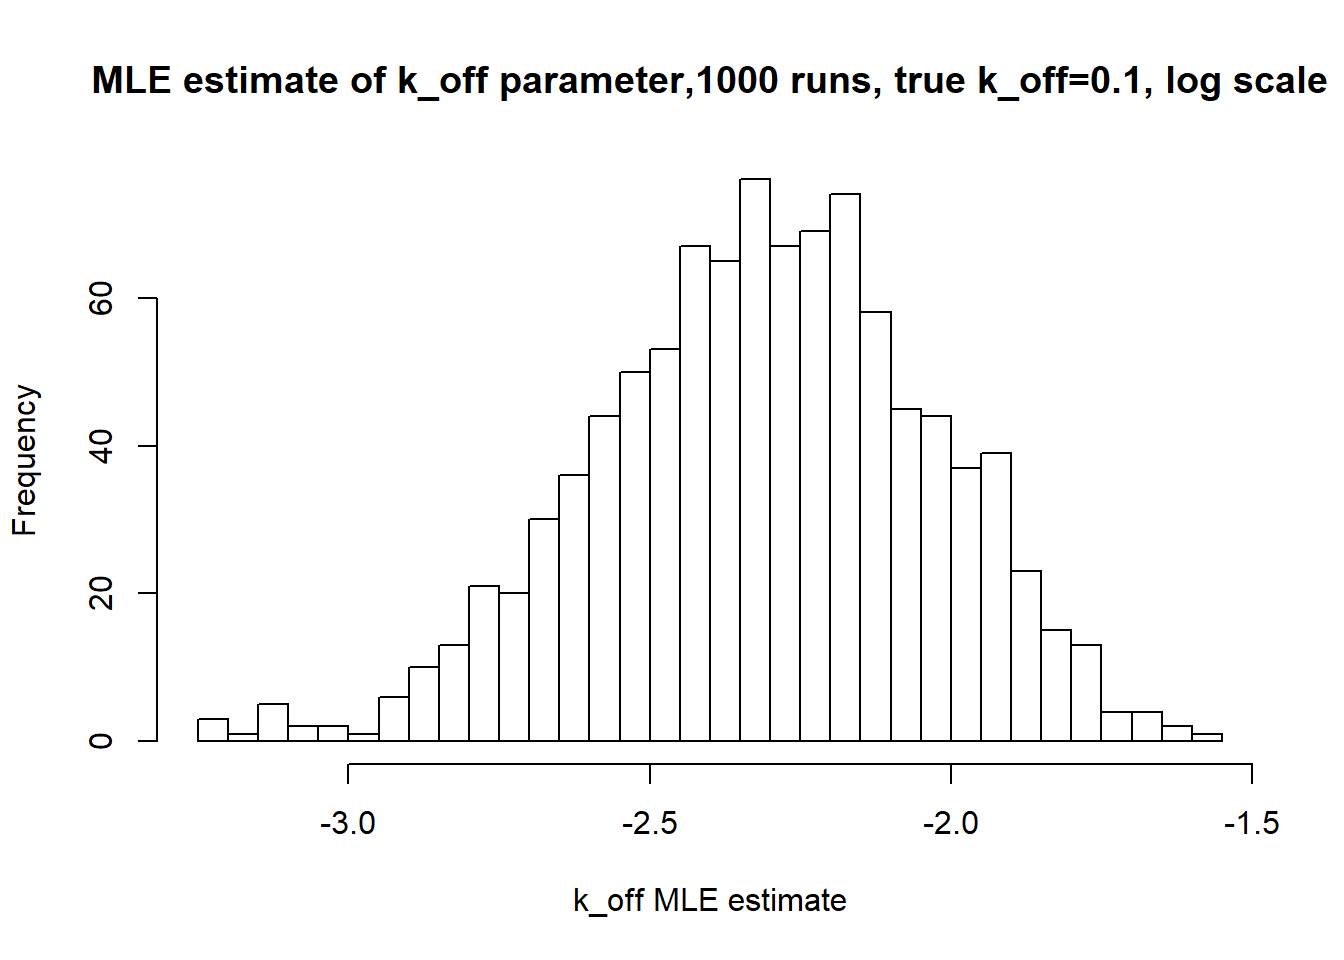 MLE estimate of k_off parameter,1000 runs, true k_off=0.1, log scale
60
40
20
0
Frequency
-3.0 -2.5 -2.0 -1.5
k_off MLE estimate